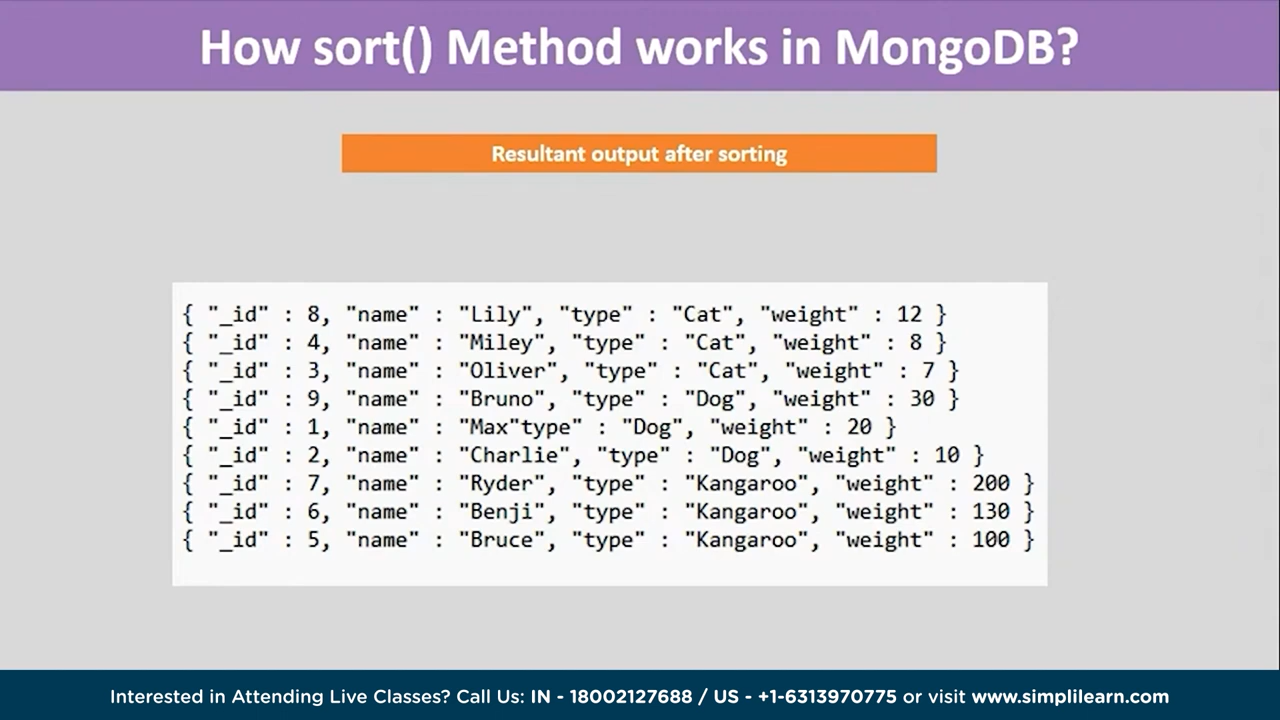 How sort() Method works in MongoDB?
Resultant output after sorting
{ "_id" : 8, "name" : "Lily", "type" : "Cat", "weight" : 12 }
{ "_id" : 4, "name" : "Miley", "type" : "Cat", "weight" : 8 }
{ "_id" : 3, "name" : "Oliver", "type" : "Cat", "weight" : 7 }
{ "_id" : 9, "name" : "Bruno", "type" : "Dog", "weight" : 30 }
{ "_id" : 1, "name" : "Max"type" : "Dog", "weight" : 20 }
{ "_id" : 2, "name" : "Charlie", "type" : "Dog", "weight" : 10 }
{ "_id" : 7, "name" : "Ryder", "type" : "Kangaroo", "weight" : 200 }
{ "_id" : 6, "name" : "Benji", "type" : "Kangaroo", "weight" : 130 }
{ "_id" : 5, "name" : "Bruce", "type" : "Kangaroo", "weight" : 100 }
Interested in Attending Live Classes? Call Us: IN - 18002127688 / US - +1-6313970775 or visit www.simplilearn.com